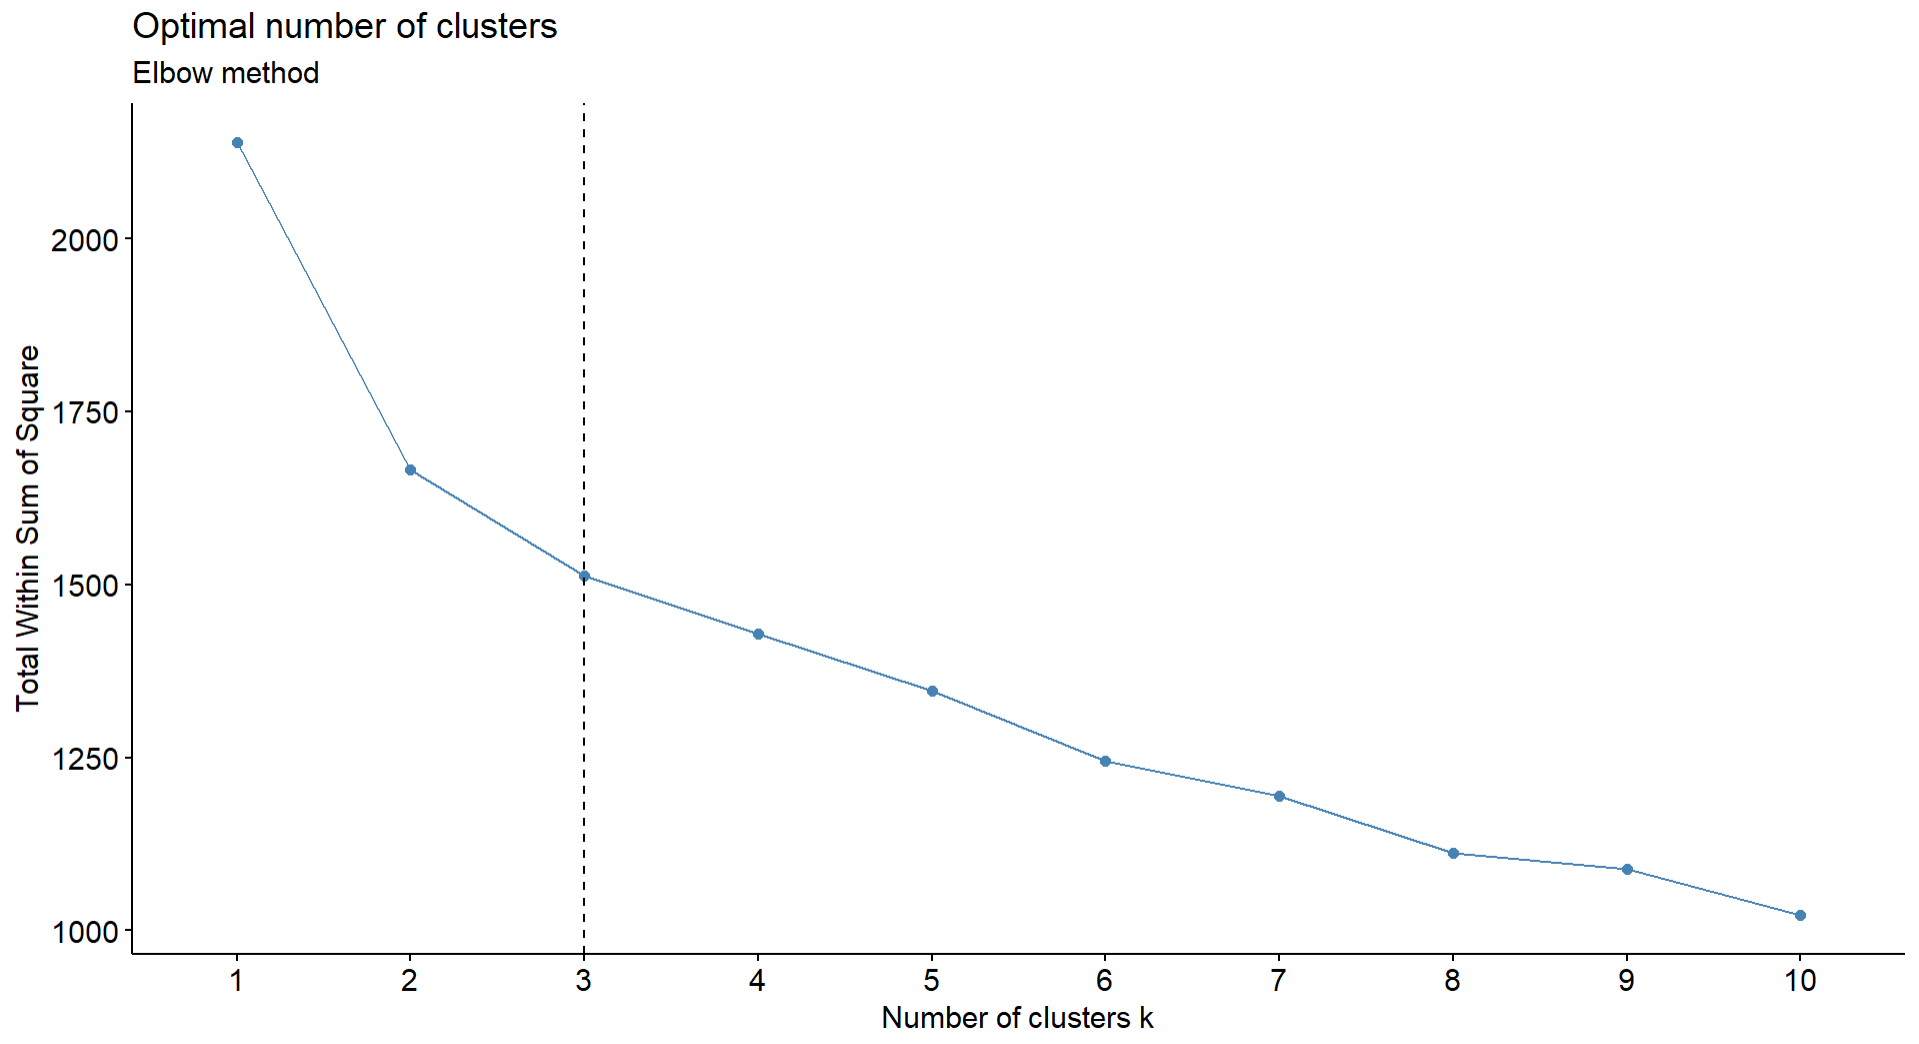 Optimal number of clusters
Elbow method
Total Within Sum of Square
2000
1750
1500
1250
1000
1 2 3 4 5 6 7 8 9 10
Number of clusters k